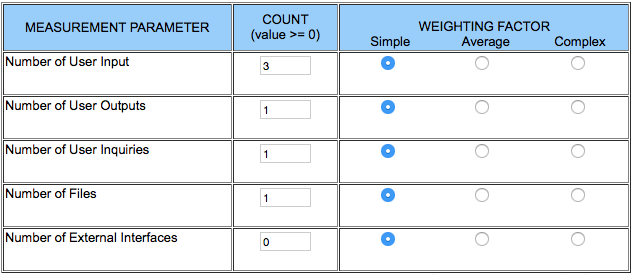 MEASUREMENT PARAMETER
COUNT
(value >= 0)
WEIGHTING FACTOR
Simple Average Complex
Number of User Input 3
Number of User Outputs 1
Number of User Inquiries 1
Number of Files 1
Number of External Interfaces 0